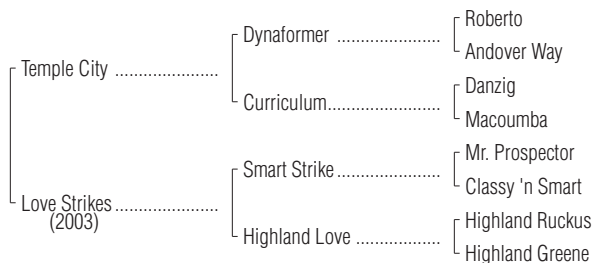 Roberto
Dynaformer ....................
Andover Way
Temple City ....................
Danzig
Curriculum.....................
Macoumba
Mr. Prospector
Smart Strike ....................
Classy 'n Smart
Love Strikes ....................
(2003)
Highland Ruckus
Highland Love .................
Highland Greene